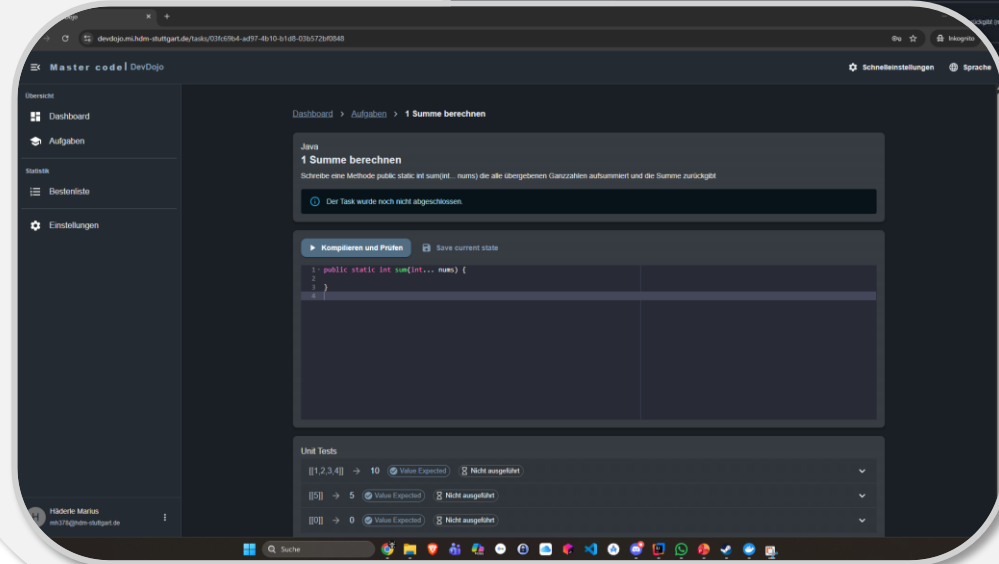 devdojo.mi.hdm-stuttgart.de/tasks/03fc69b4-ad97-4b10-b1d8-03b572bf0848
Inkognito
Master code| DevDojo
Schnelleinstellungen
Sprache
Übersicht
Dashboard
Aufgaben
Statistik
Bestenliste
Einstellungen
Dashboard > Aufgaben > 1 Summe berechnen
Java
1 Summe berechnen
Schreibe eine Methode public static int sum(int... nums) die alle übergebenen Ganzzahlen aufsummiert und die Summe zurückgibt
Der Task wurde noch nicht abgeschlossen.
Kompilieren und Prüfen
Save current state
1 public static int sum(int... nums) {
2
3 }
4
Unit Tests
[[1,2,3,4]] → 10 Value Expected Nicht ausgeführt
[[5]] → 5 Value Expected Nicht ausgeführt
[[0]] → 0 Value Expected Nicht ausgeführt
Häderle Marius
mh378@hdm-stuttgart.de
Suche